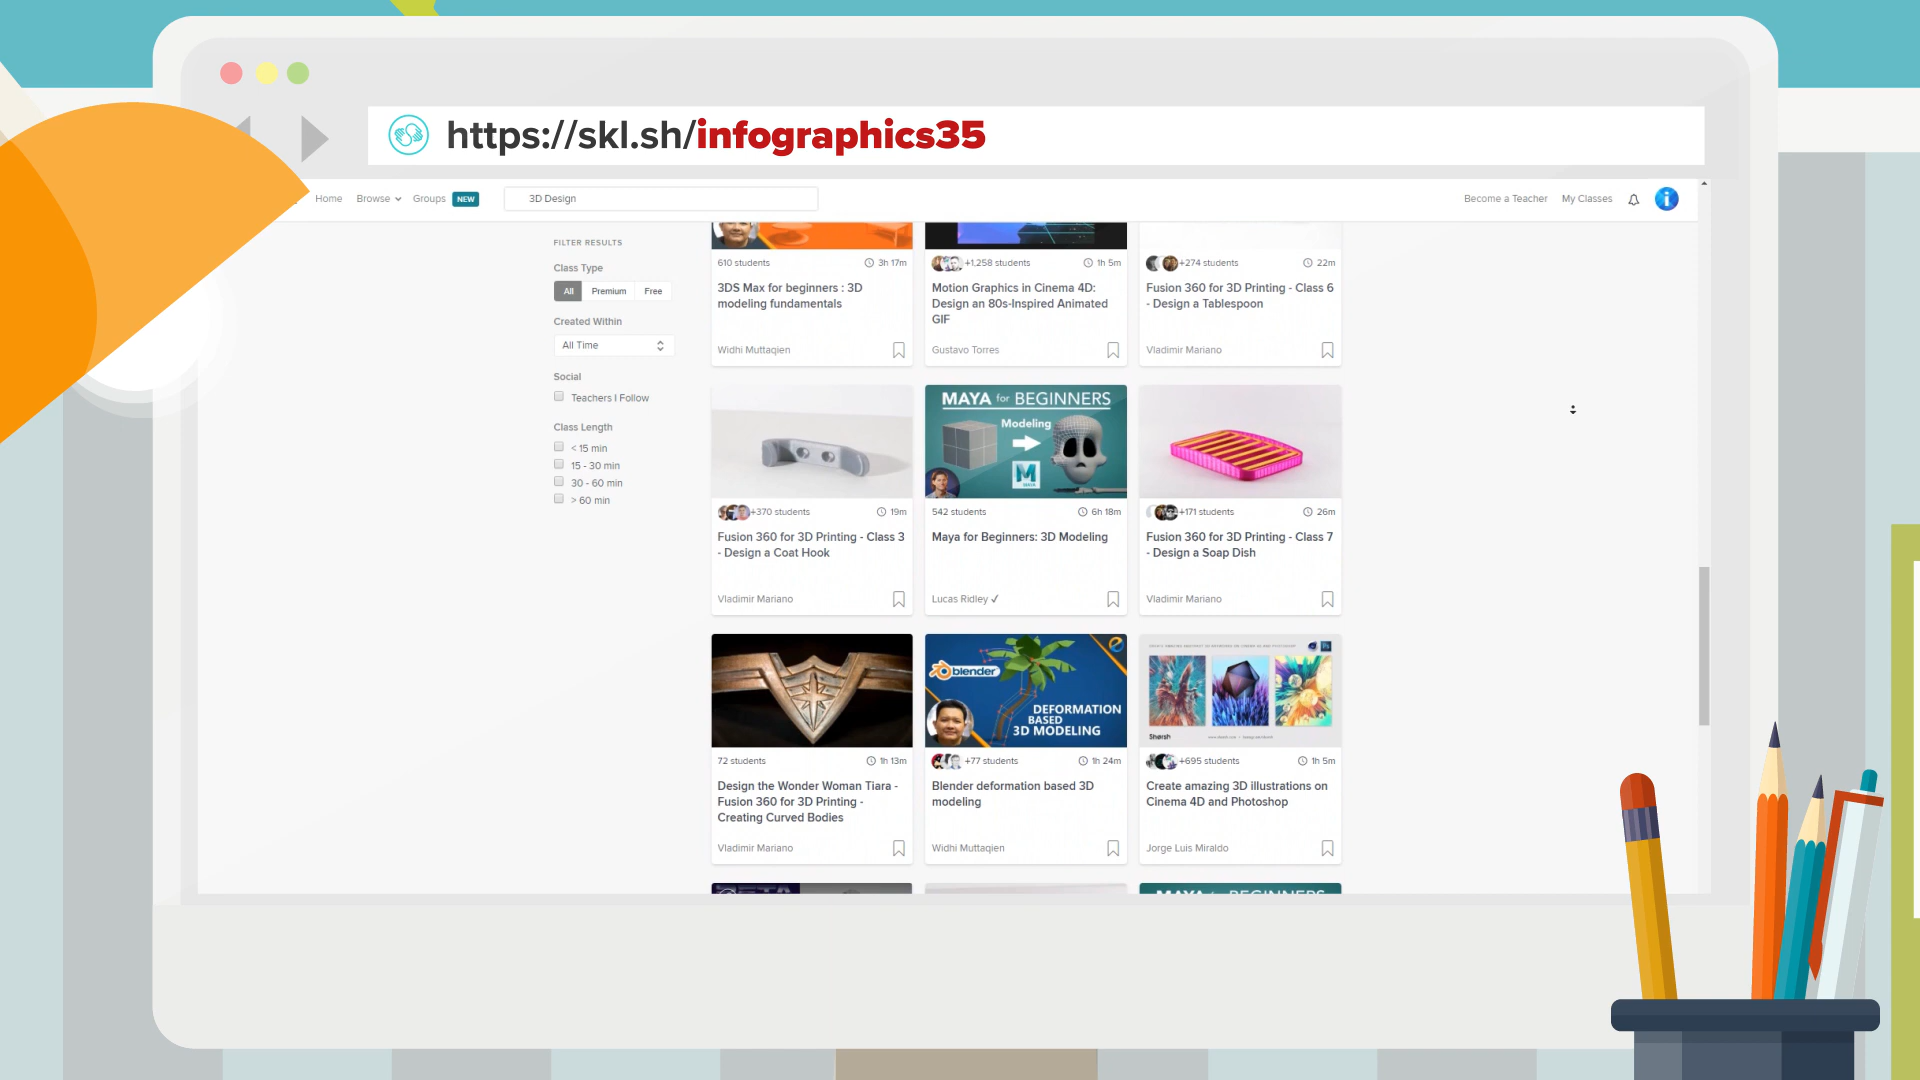 https://skl.sh/infographics35
Home Browse Groups NEW 3D Design Become a Teacher My Classes
FILTER RESULTS
Class Type
All Premium Free
Created Within
All Time
Social
Teachers I Follow
Class Length
< 15 min
15 - 30 min
30 - 60 min
> 60 min
610 students 3h 17m
3DS Max for beginners : 3D
modeling fundamentals
Widhi Muttaqien
+1,258 students 1h 5m
Motion Graphics in Cinema 4D:
Design an 80s-Inspired Animated
GIF
Gustavo Torres
+274 students 22m
Fusion 360 for 3D Printing - Class 6
- Design a Tablespoon
Vladimir Mariano
+370 students 19m
Fusion 360 for 3D Printing - Class 3
- Design a Coat Hook
Vladimir Mariano
MAYA for BEGINNERS
Modeling
M
542 students 6h 18m
Maya for Beginners: 3D Modeling
Lucas Ridley
+171 students 26m
Fusion 360 for 3D Printing - Class 7
- Design a Soap Dish
Vladimir Mariano
72 students 1h 13m
Design the Wonder Woman Tiara -
Fusion 360 for 3D Printing -
Creating Curved Bodies
Vladimir Mariano
blender
DEFORMATION
BASED
3D MODELING
+77 students 1h 24m
Blender deformation based 3D
modeling
Widhi Muttaqien
+695 students 1h 5m
Create amazing 3D illustrations on
Cinema 4D and Photoshop
Jorge Luis Miraldo
MAYA for BEGINNERS